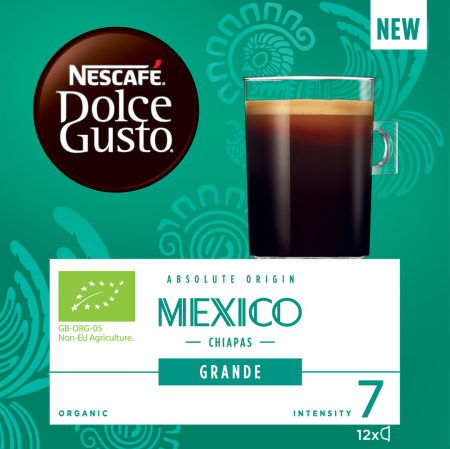 NEW
NESCAFÉ.
DOLCE
GUSTO.
ABSOLUTE ORIGIN
MEXICO
CHIAPAS
GRANDE
GB-ORG-05
Non-EU Agriculture.
ORGANIC
INTENSITY 7
12x